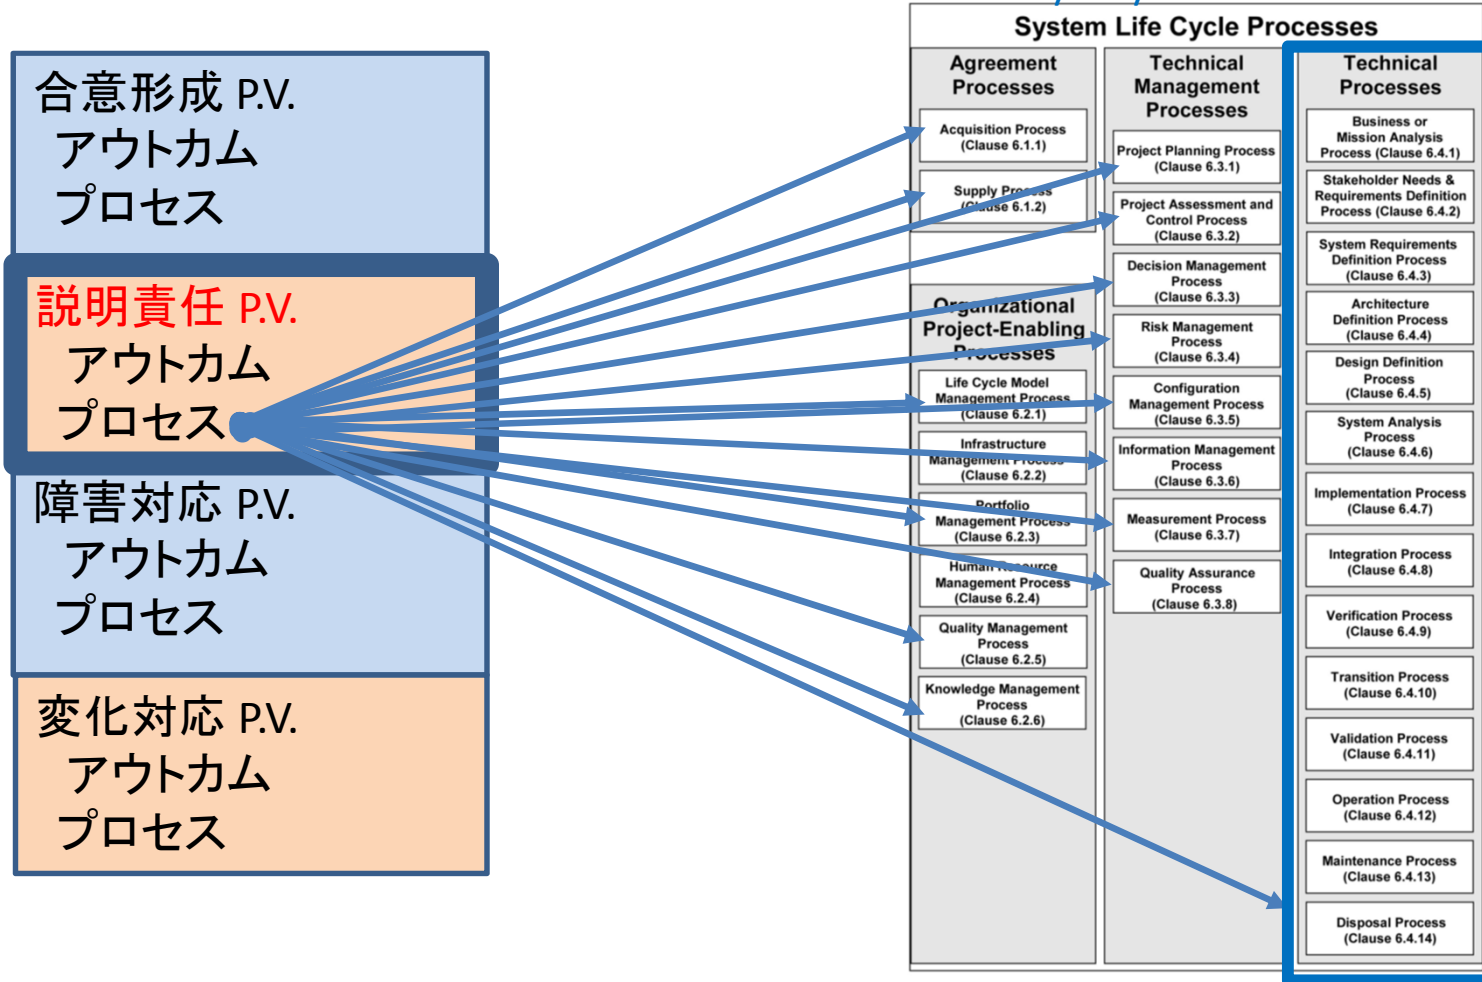 合意形成 P.V.
アウトカム
プロセス
説明責任 P.V.
アウトカム
プロセス
障害対応 P.V.
アウトカム
プロセス
変化対応 P.V.
アウトカム
プロセス
System Life Cycle Processes
Agreement
Processes
Acquisition Process
(Clause 6.1.1)
Supply Process
(Clause 6.1.2)
Organizational
Project-Enabling
Processes
Life Cycle Model
Management Process
(Clause 6.2.1)
Infrastructure
Management Process
(Clause 6.2.2)
Portfolio
Management Process
(Clause 6.2.3)
Human Resource
Management Process
(Clause 6.2.4)
Quality Management
Process
(Clause 6.2.5)
Knowledge Management
Process
(Clause 6.2.6)
Technical
Management
Processes
Project Planning Process
(Clause 6.3.1)
Project Assessment and
Control Process
(Clause 6.3.2)
Decision Management
Process
(Clause 6.3.3)
Risk Management
Process
(Clause 6.3.4)
Configuration
Management Process
(Clause 6.3.5)
Information Management
Process
(Clause 6.3.6)
Measurement Process
(Clause 6.3.7)
Quality Assurance
Process
(Clause 6.3.8)
Technical
Processes
Business or
Mission Analysis
Process (Clause 6.4.1)
Stakeholder Needs &
Requirements Definition
Process (Clause 6.4.2)
System Requirements
Definition Process
(Clause 6.4.3)
Architecture
Definition Process
(Clause 6.4.4)
Design Definition
Process
(Clause 6.4.5)
System Analysis
Process
(Clause 6.4.6)
Implementation Process
(Clause 6.4.7)
Integration Process
(Clause 6.4.8)
Verification Process
(Clause 6.4.9)
Transition Process
(Clause 6.4.10)
Validation Process
(Clause 6.4.11)
Operation Process
(Clause 6.4.12)
Maintenance Process
(Clause 6.4.13)
Disposal Process
(Clause 6.4.14)